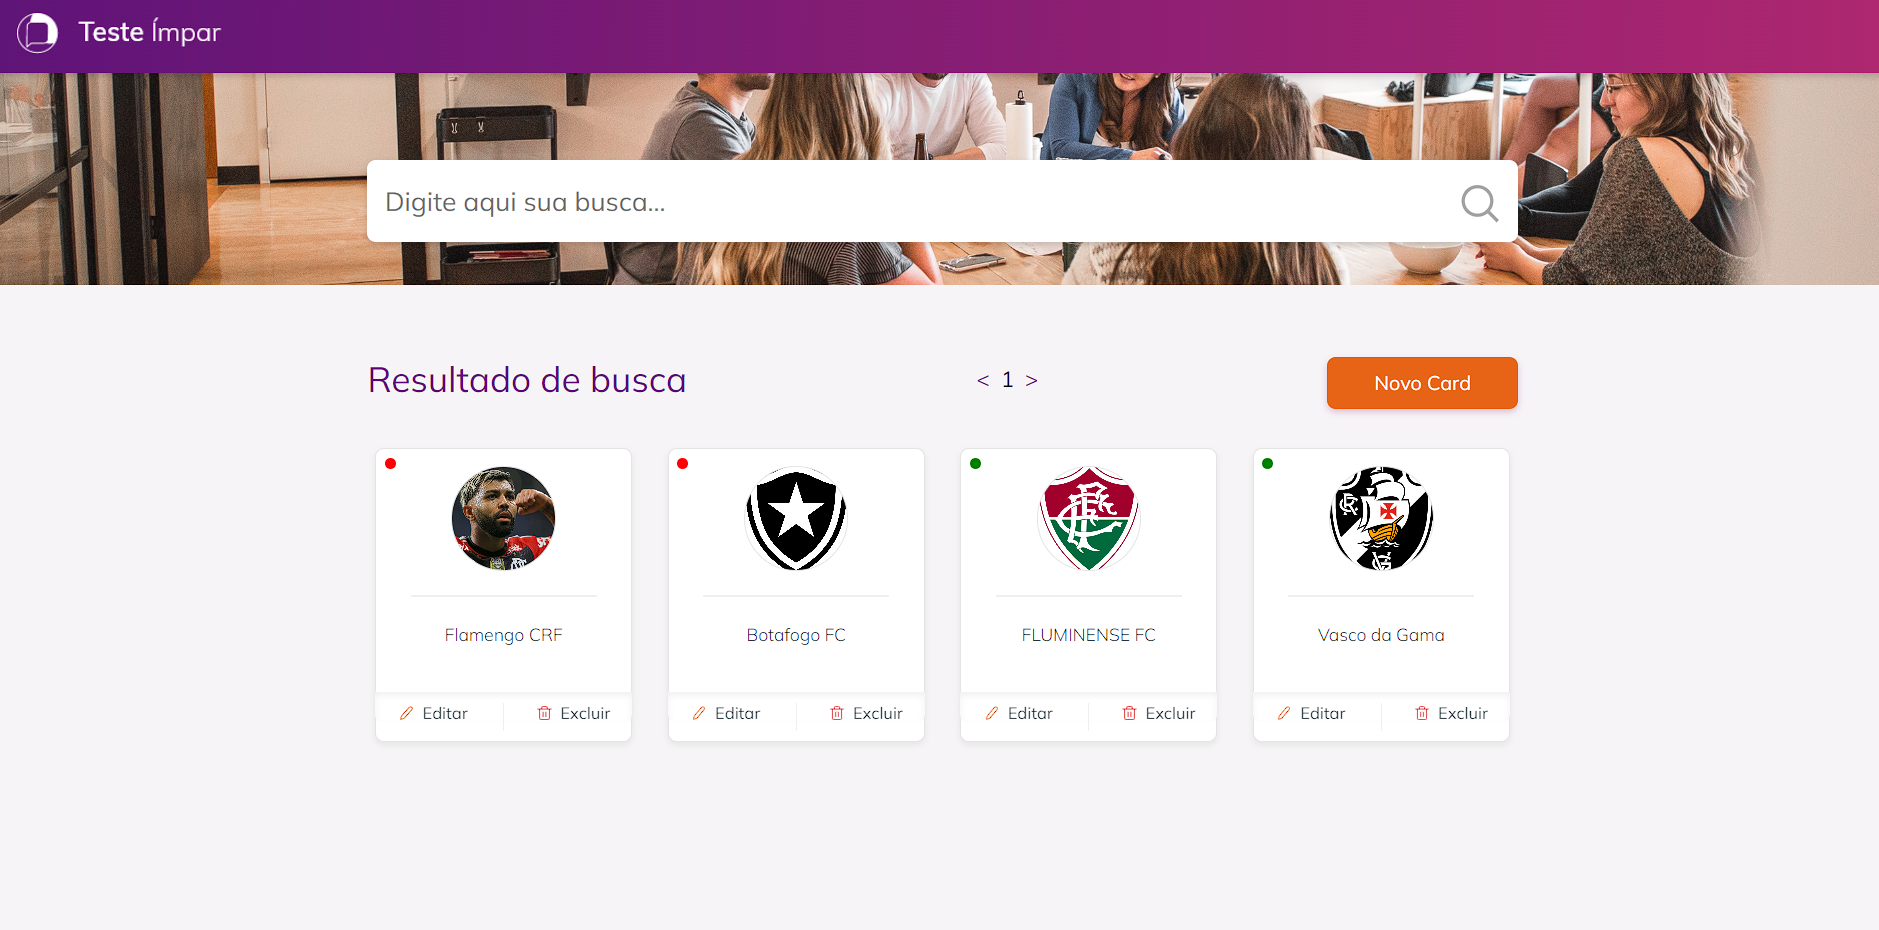 Teste Ímpar
Digite aqui sua busca...
Resultado de busca
< 1 >
Novo Card
Flamengo CRF
Botafogo FC
FLUMINENSE FC
Vasco da Gama
Editar Excluir
Editar Excluir
Editar Excluir
Editar Excluir